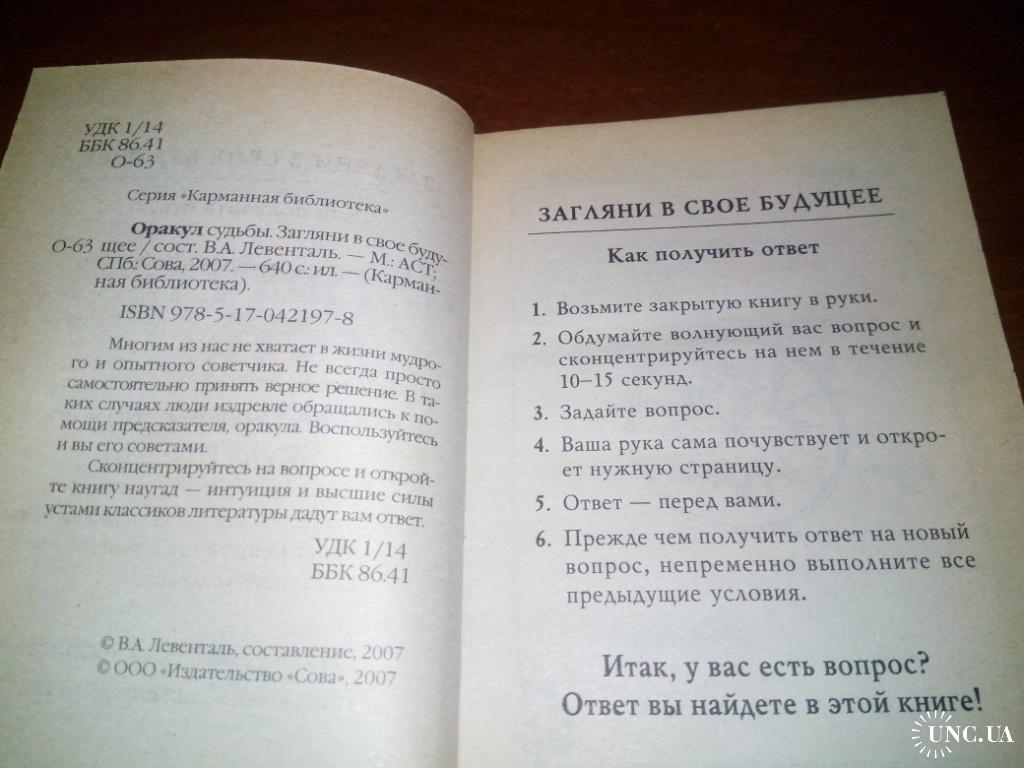 УДК 1/14
ББК 86.41
О-63
Серия «Карманная библиотека»
Оракул судьбы. Загляни в свое буду-
О-63 щее / сост. В.А. Левенталь. — М.: АСТ;
СПб.: Сова, 2007. — 640 с.: ил. — (Карман-
ная библиотека).
ISBN 978-5-17-042197-8
Многим из нас не хватает в жизни мудро-
го и опытного советчика. Не всегда просто
самостоятельно принять верное решение. В та-
ких случаях люди издревле обращались к по-
мощи предсказателя, оракула. Воспользуйтесь
и вы его советами.
Сконцентрируйтесь на вопросе и открой-
те книгу наугад — интуиция и высшие силы
устами классиков литературы дадут вам ответ.
УДК 1/14
ББК 86.41
© В.А. Левенталь, составление, 2007
© ООО «Издательство «Сова», 2007
ЗАГЛЯНИ В СВОЕ БУДУЩЕЕ
Как получить ответ
1. Возьмите закрытую книгу в руки.
2. Обдумайте волнующий вас вопрос и
сконцентрируйтесь на нем в течение
10–15 секунд.
3. Задайте вопрос.
4. Ваша рука сама почувствует и откро-
ет нужную страницу.
5. Ответ — перед вами.
6. Прежде чем получить ответ на новый
вопрос, непременно выполните все
предыдущие условия.
Итак, у вас есть вопрос?
Ответ вы найдете в этой книге!
UNC.UA